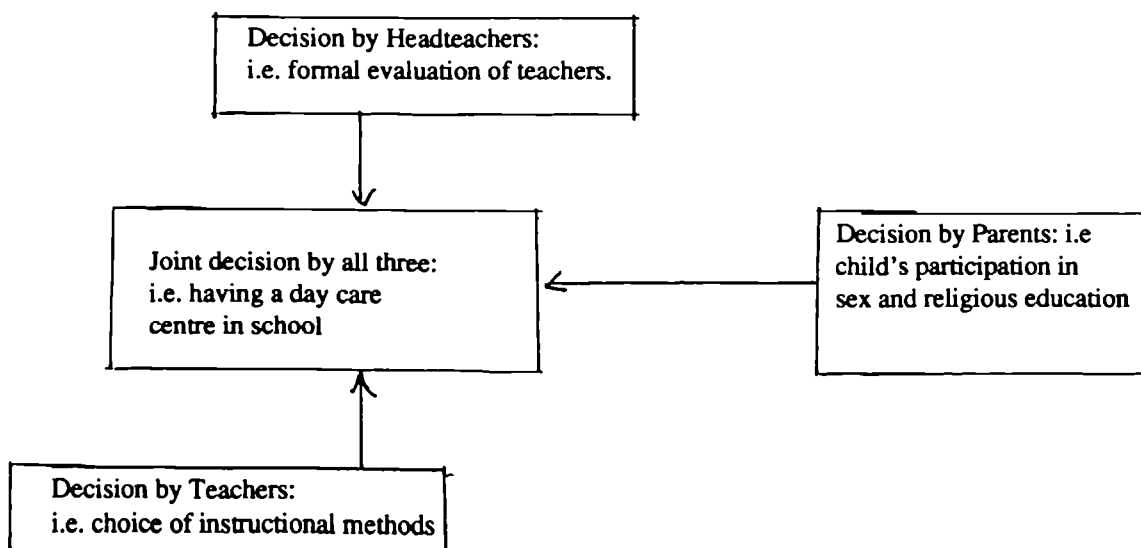 Decision by Headteachers:
i.e. formal evaluation of teachers.
Joint decision by all three:
i.e. having a day care
centre in school
Decision by Parents: i.e
child's participation in
sex and religious education
Decision by Teachers:
i.e. choice of instructional methods